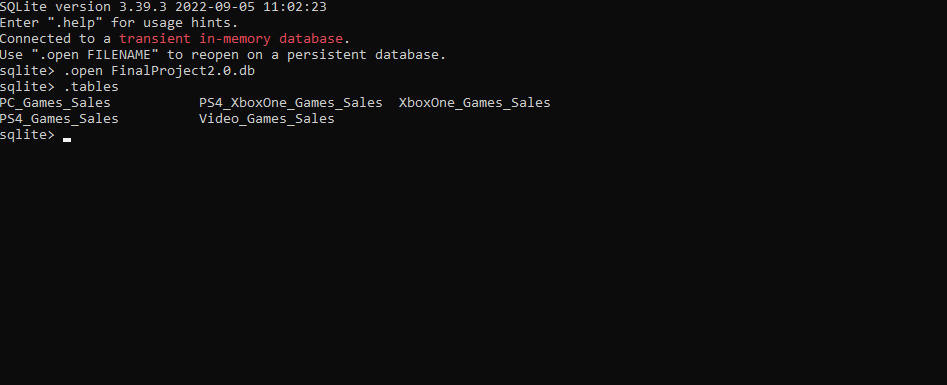 SQLite version 3.39.3 2022-09-05 11:02:23
Enter ".help" for usage hints.
Connected to a transient in-memory database.
Use ".open FILENAME" to reopen on a persistent database.
sqlite> .open FinalProject2.0.db
sqlite> .tables
PC_Games_Sales           PS4_XboxOne_Games_Sales  XboxOne_Games_Sales
PS4_Games_Sales          Video_Games_Sales
sqlite>